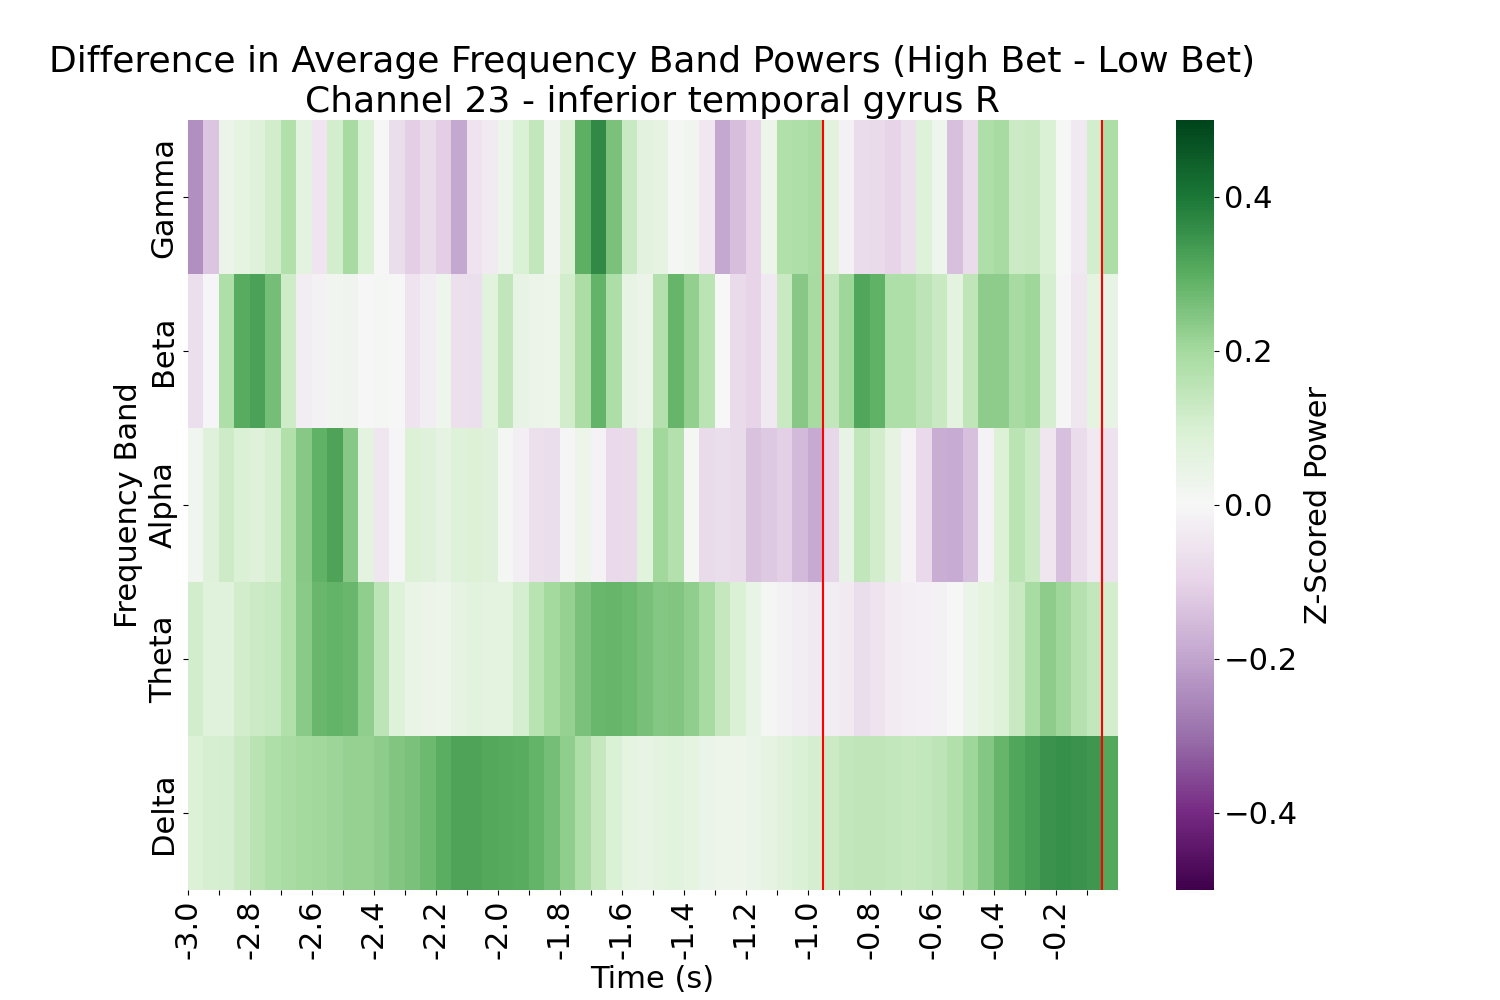 Difference in Average Frequency Band Powers (High Bet - Low Bet)
Channel 23 - inferior temporal gyrus R
Frequency Band
Gamma
Beta
Alpha
Theta
Delta
-3.0
-2.8
-2.6
-2.4
-2.2
-2.0
-1.8
-1.6
-1.4
-1.2
-1.0
-0.8
-0.6
-0.4
-0.2
Time (s)
0.4
0.2
0.0
−0.2
−0.4
Z-Scored Power